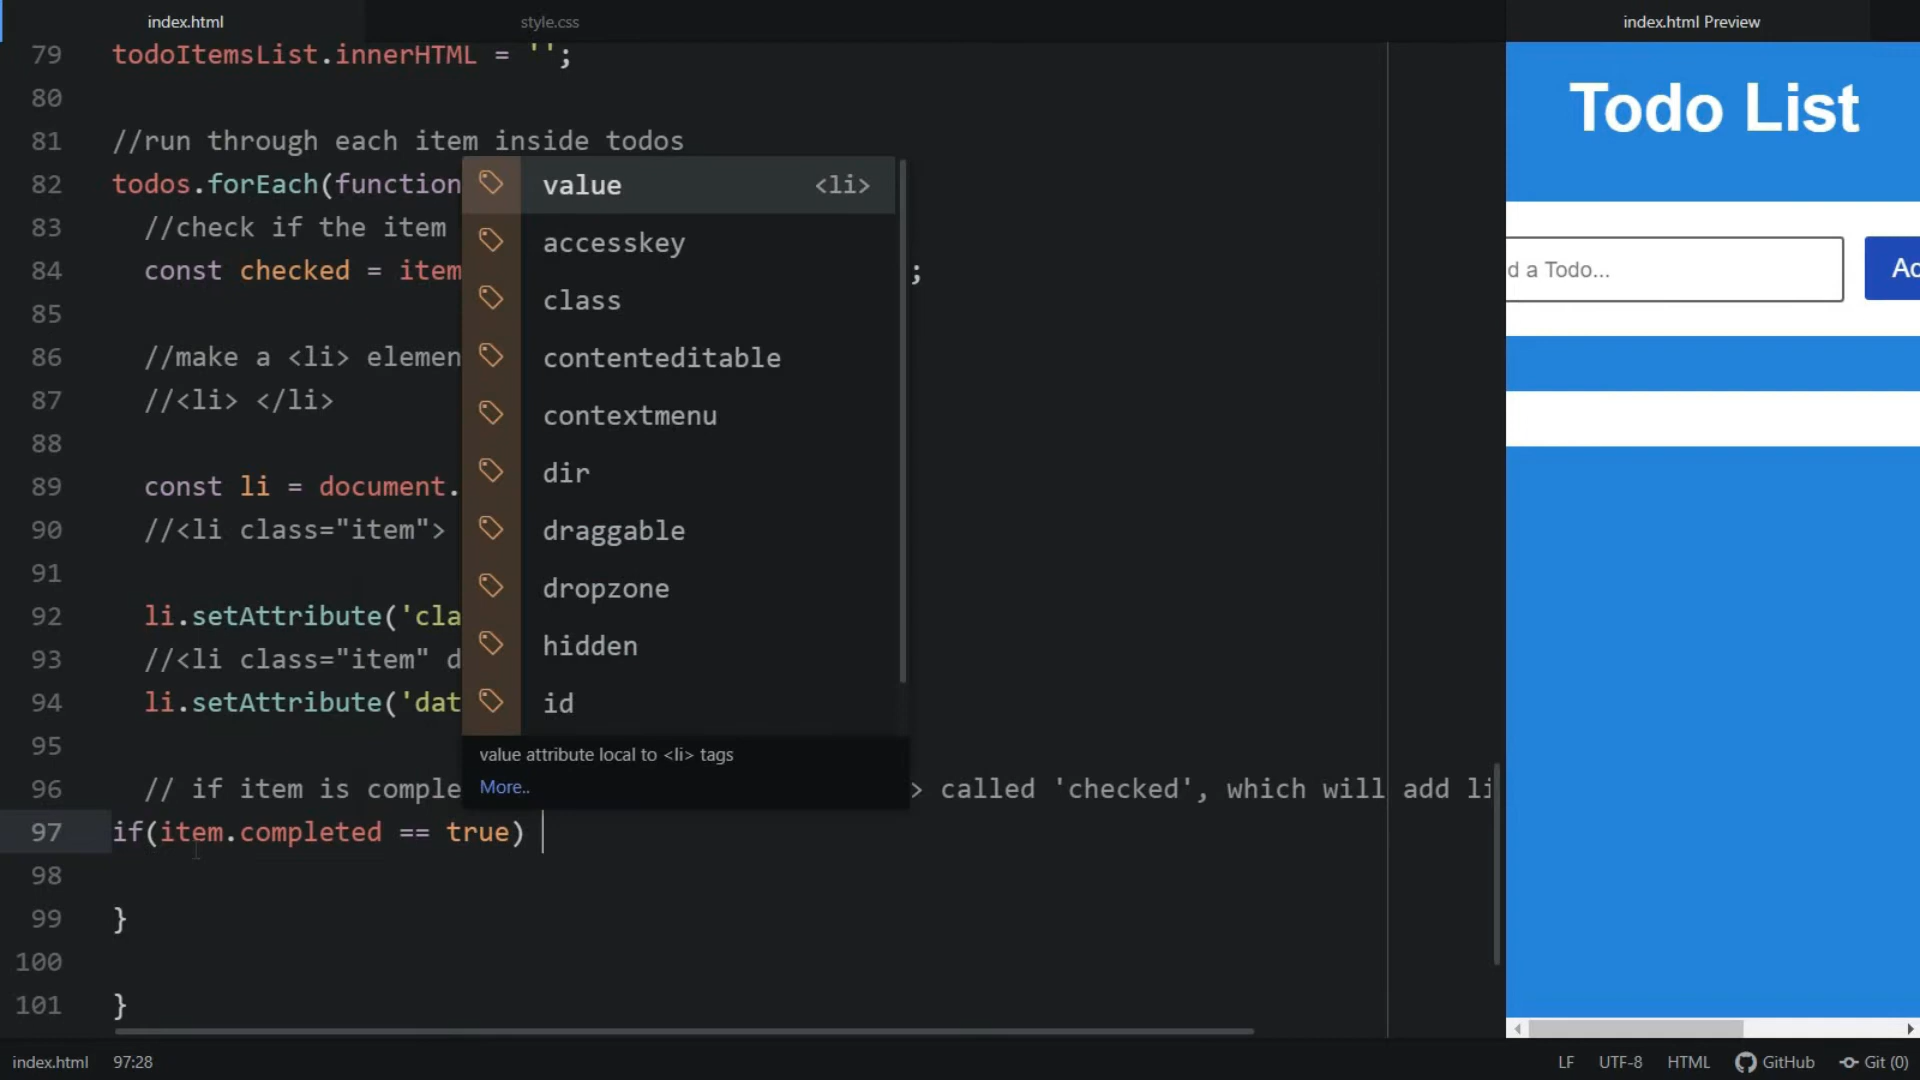 index.html
style.css
index.html Preview
79 todoItemsList.innerHTML = '';
80
81 //run through each item inside todos
82 todos.forEach(function
83 //check if the item
84 const checked = item ;
85
86 //make a <li> elemen
87 //<li> </li>
88
89 const li = document.
90 //<li class="item">
91
92 li.setAttribute('cla
93 //<li class="item" d
94 li.setAttribute('dat
95
96 // if item is comple > called 'checked', which will add li
97 if(item.completed == true)
98
99 }
100
101 }
value <li>
accesskey
class
contenteditable
contextmenu
dir
draggable
dropzone
hidden
id
value attribute local to <li> tags
More..
Todo List
d a Todo...
Ad
index.html 97:28
LF UTF-8 HTML GitHub Git (0)